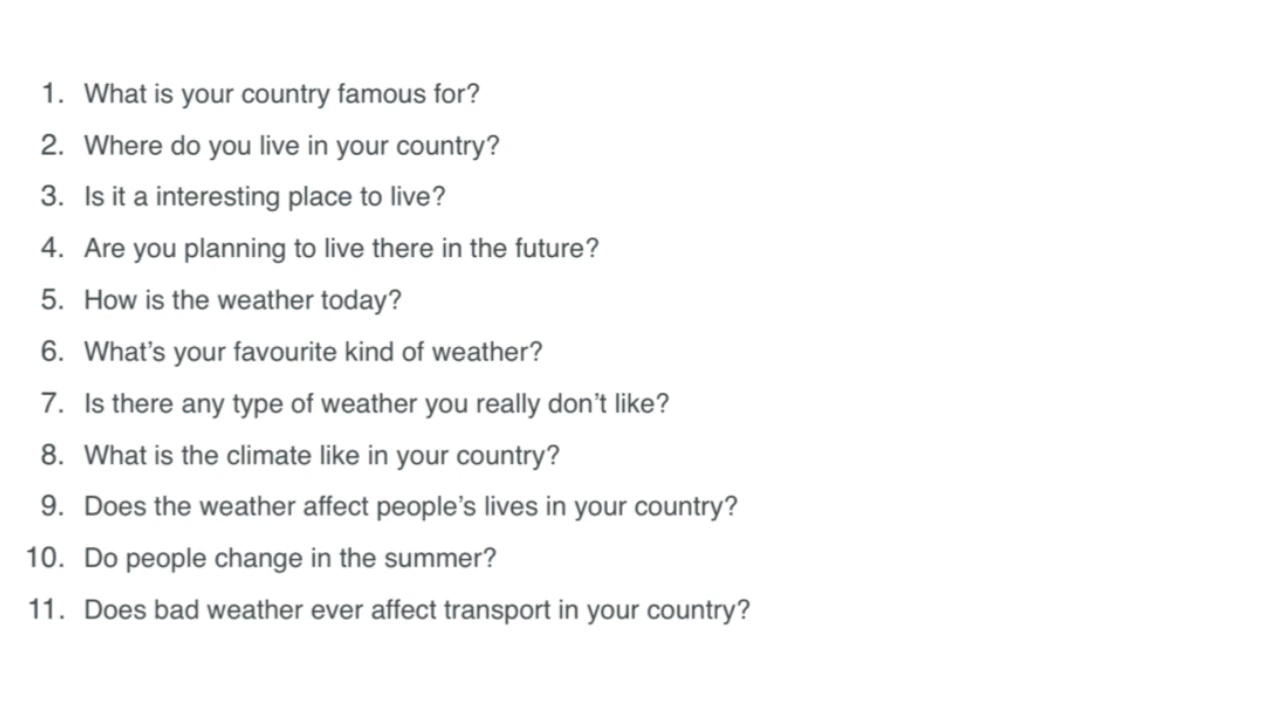 1. What is your country famous for?
2. Where do you live in your country?
3. Is it a interesting place to live?
4. Are you planning to live there in the future?
5. How is the weather today?
6. What’s your favourite kind of weather?
7. Is there any type of weather you really don’t like?
8. What is the climate like in your country?
9. Does the weather affect people’s lives in your country?
10. Do people change in the summer?
11. Does bad weather ever affect transport in your country?